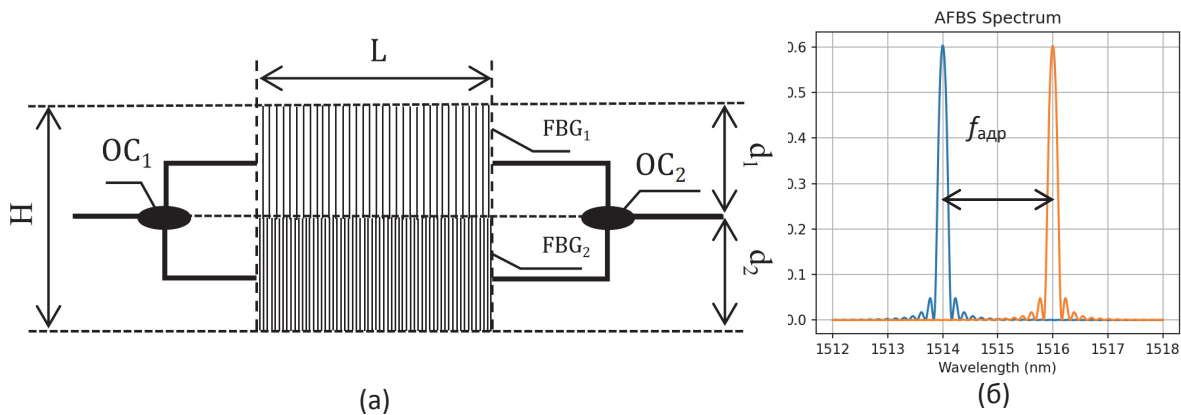 L
H
OC₁
FBG₁
OC₂
FBG₂
d₁
d₂
(а)
AFBS Spectrum
0.6
0.5
0.4
0.3
0.2
0.1
0.0
fадр
1512 1513 1514 1515 1516 1517 1518
Wavelength (nm)
(б)